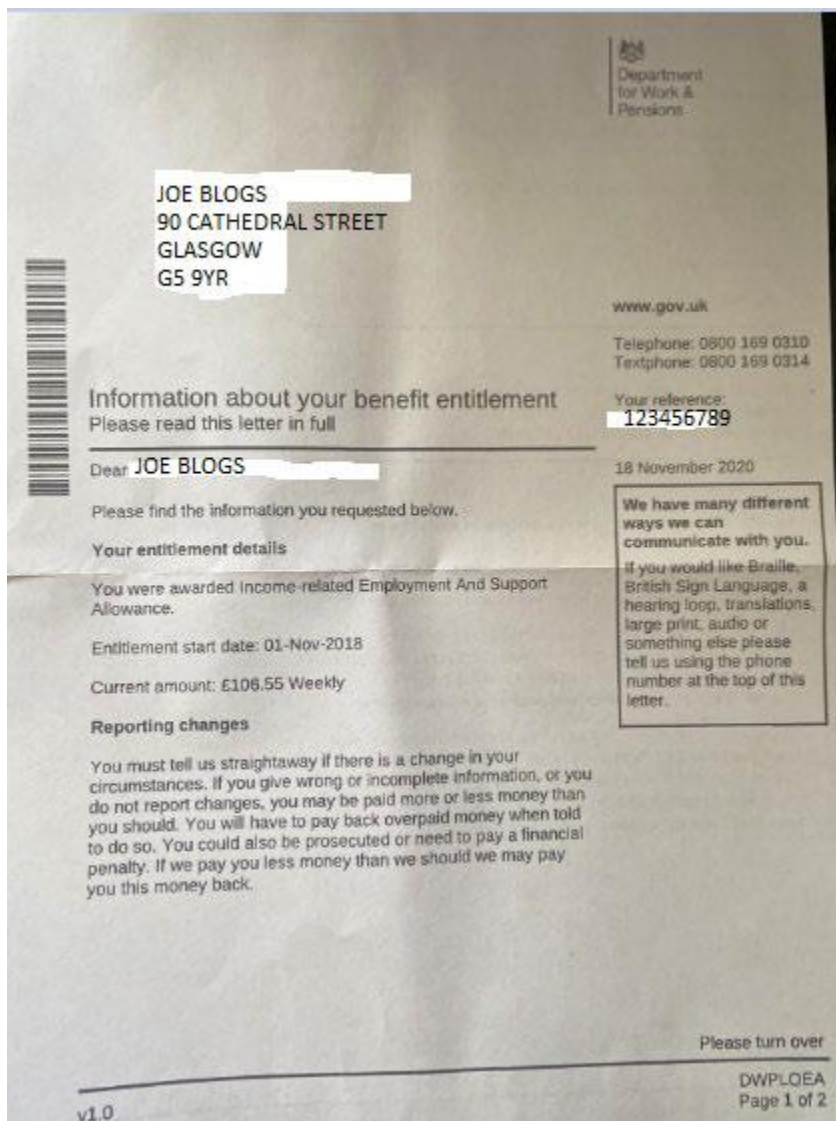 Department
for Work &
Pensions
JOE BLOGS
90 CATHEDRAL STREET
GLASGOW
G5 9YR
www.gov.uk
Telephone: 0800 169 0310
Textphone: 0800 169 0314
Information about your benefit entitlement
Please read this letter in full
Your reference:
123456789
Dear JOE BLOGS
18 November 2020
Please find the information you requested below.
Your entitlement details
You were awarded Income-related Employment And Support
Allowance.
Entitlement start date: 01-Nov-2018
Current amount: £106.55 Weekly
Reporting changes
You must tell us straightaway if there is a change in your
circumstances. If you give wrong or incomplete information, or you
do not report changes, you may be paid more or less money than
you should. You will have to pay back overpaid money when told
to do so. You could also be prosecuted or need to pay a financial
penalty. If we pay you less money than we should we may pay
you this money back.
We have many different
ways we can
communicate with you.
If you would like Braille,
British Sign Language, a
hearing loop, translations,
large print, audio or
something else please
tell us using the phone
number at the top of this
letter.
Please turn over
DWPLOEA
Page 1 of 2
v1.0